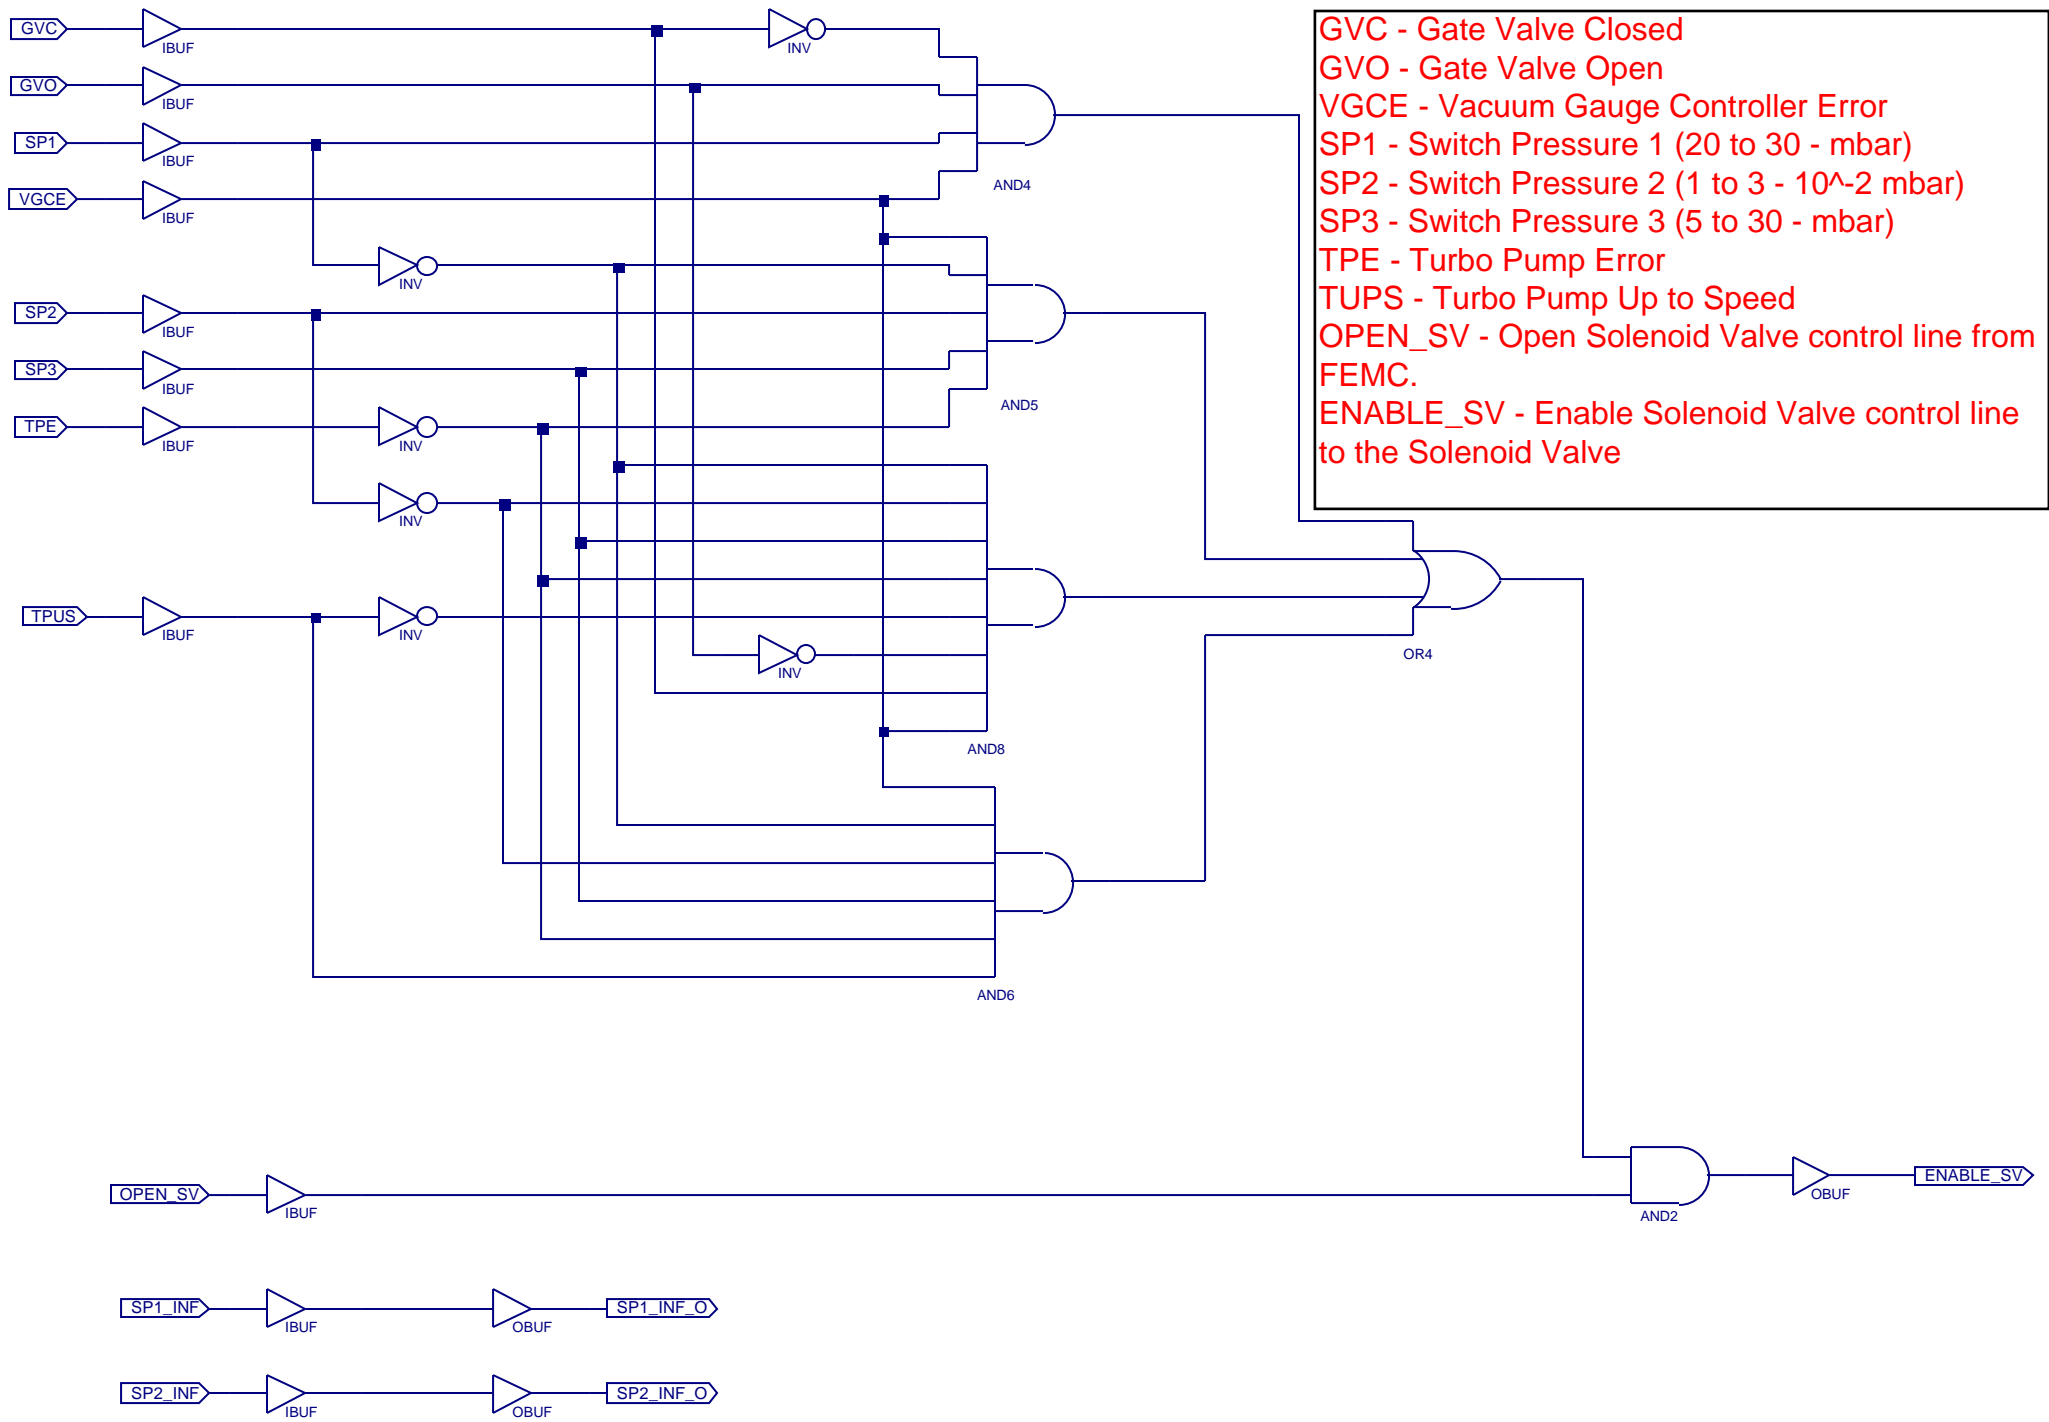 GVC
IBUF
INV
GVO
IBUF
SP1
IBUF
VGCE
IBUF
AND4
INV
SP2
IBUF
SP3
IBUF
AND5
TPE
IBUF
INV
INV
TPUS
IBUF
INV
INV
OR4
AND8
AND6
OPEN_SV
IBUF
AND2
OBUF
ENABLE_SV
SP1_INF
IBUF
OBUF
SP1_INF_O
SP2_INF
IBUF
OBUF
SP2_INF_O
GVC - Gate Valve Closed
GVO - Gate Valve Open
VGCE - Vacuum Gauge Controller Error
SP1 - Switch Pressure 1 (20 to 30 - mbar)
SP2 - Switch Pressure 2 (1 to 3 - 10^-2 mbar)
SP3 - Switch Pressure 3 (5 to 30 - mbar)
TPE - Turbo Pump Error
TUPS - Turbo Pump Up to Speed
OPEN_SV - Open Solenoid Valve control line from
FEMC.
ENABLE_SV - Enable Solenoid Valve control line
to the Solenoid Valve